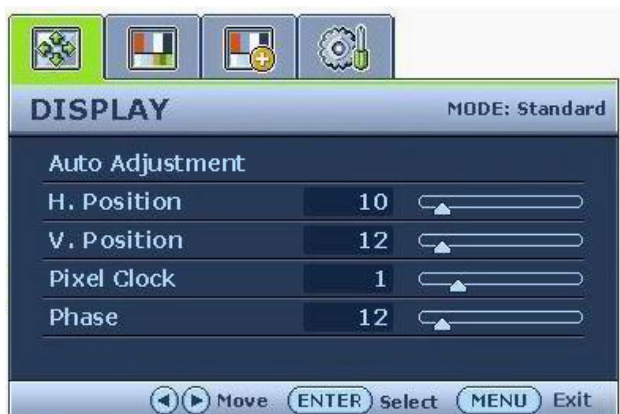 DISPLAY MODE: Standard
Auto Adjustment
H. Position 10
V. Position 12
Pixel Clock 1
Phase 12
Move ENTER Select MENU Exit